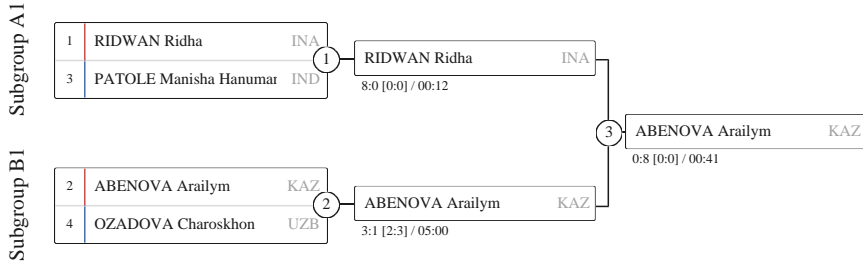 Subgroup A1
1 RIDWAN Ridha INA
3 PATOLE Manisha Hanumar IND
1
RIDWAN Ridha INA
8:0 [0:0] / 00:12
3
ABENOVA Arailym KAZ
0:8 [0:0] / 00:41
Subgroup B1
2 ABENOVA Arailym KAZ
4 OZADOVA Charoskhon UZB
2
ABENOVA Arailym KAZ
3:1 [2:3] / 05:00